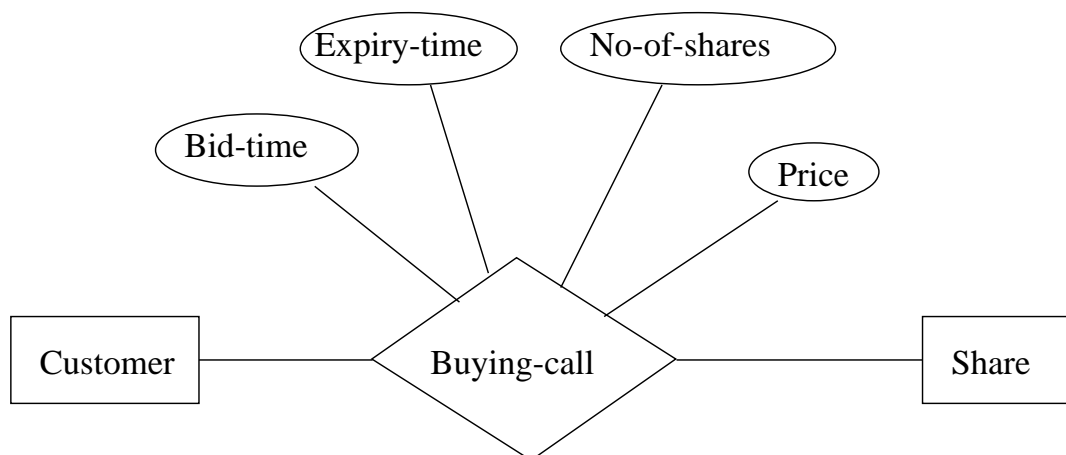 Expiry-time
No-of-shares
Bid-time
Price
Customer
Buying-call
Share